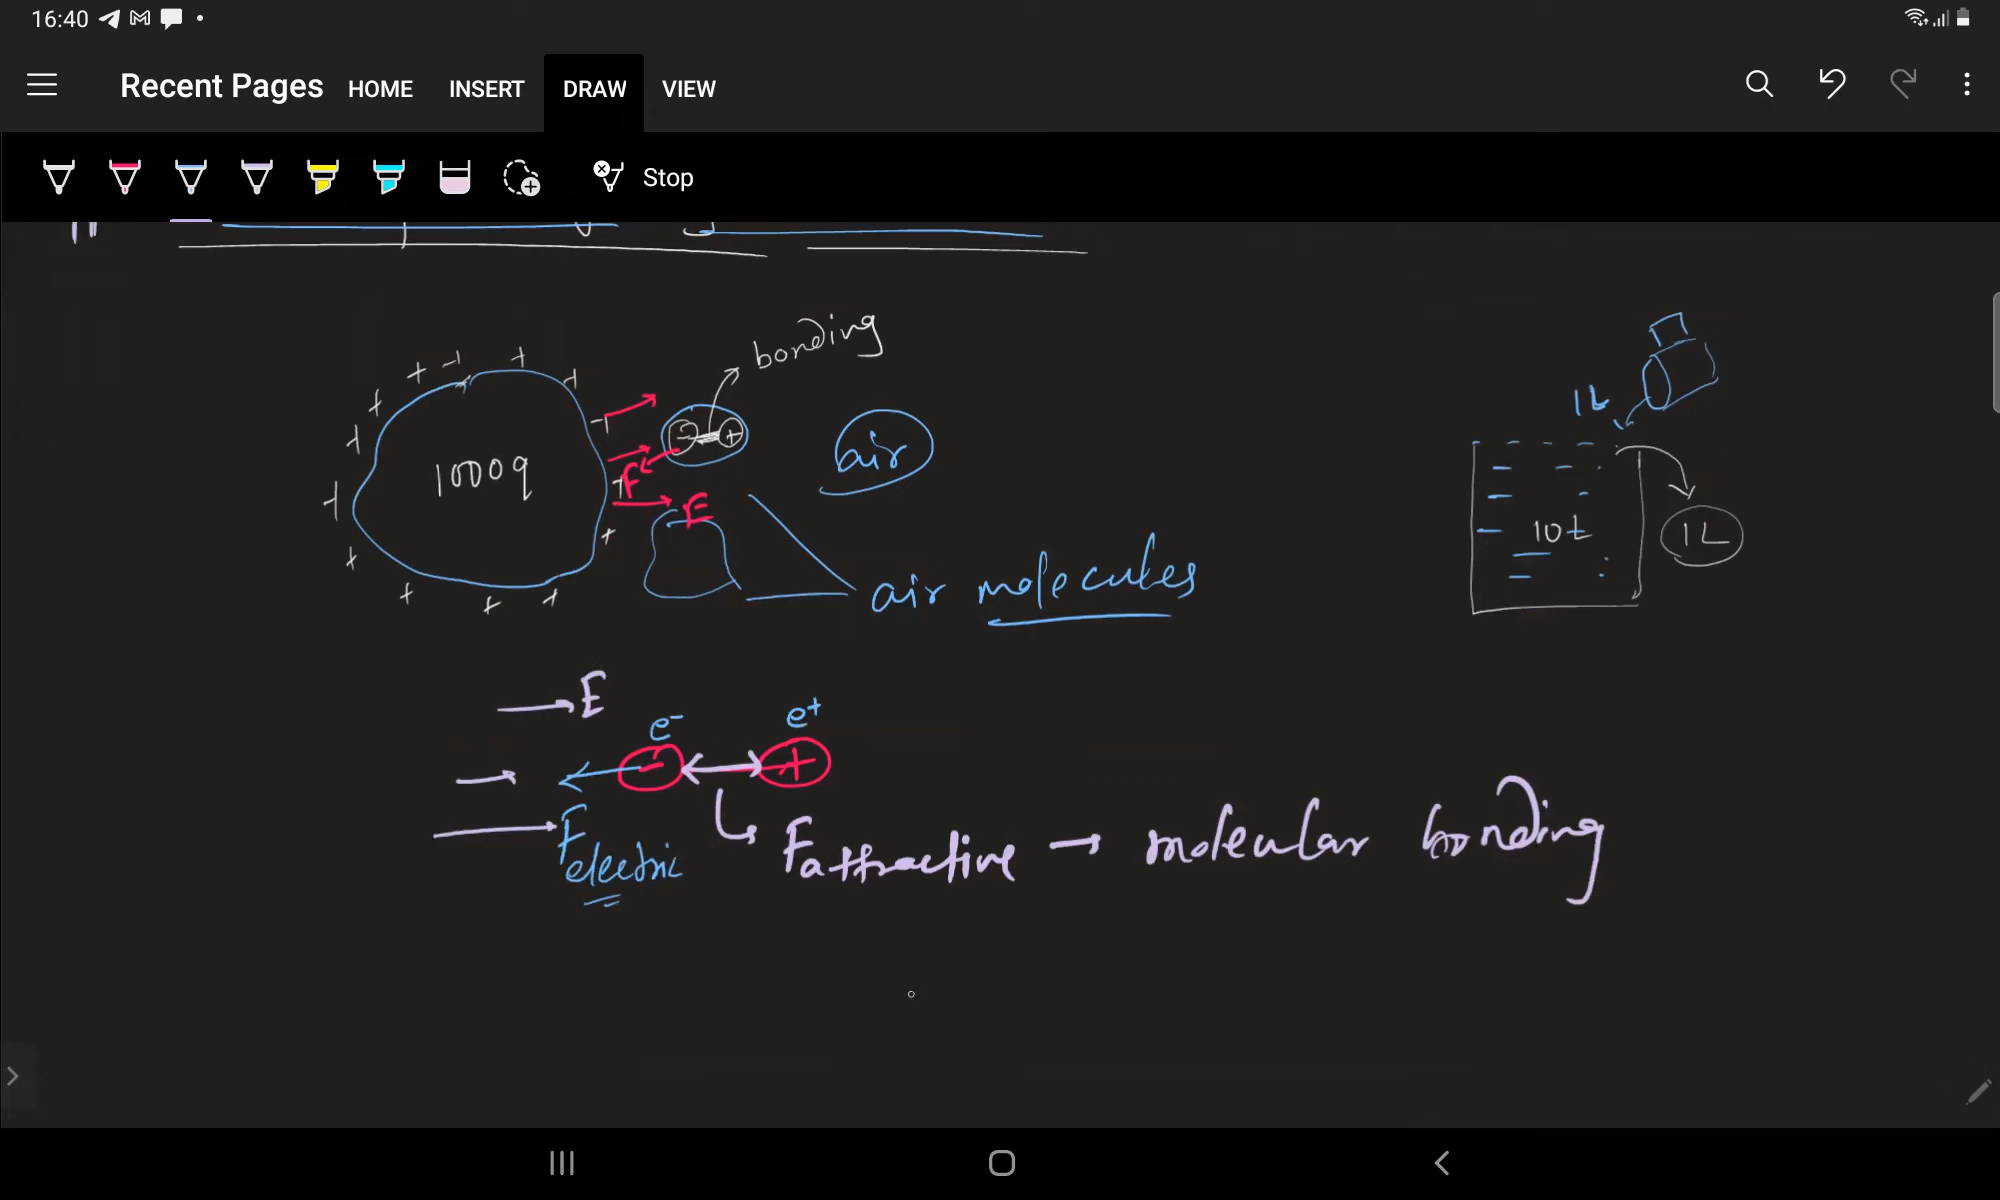 16:40
Recent Pages HOME INSERT DRAW VIEW
Stop
bonding
1000q
F
E
air
air molecules
1L
10L
1L
E
e⁻ e⁺
F electric
F attractive → molecular bonding